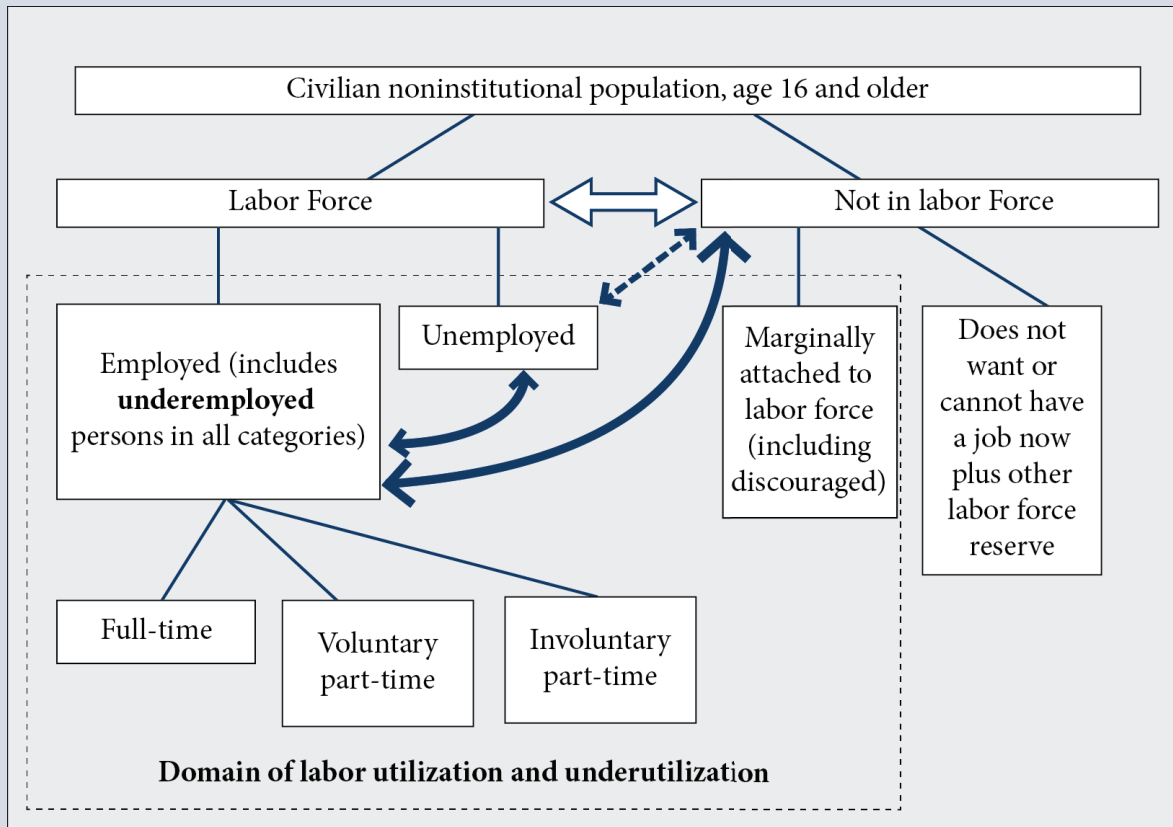 Civilian noninstitutional population, age 16 and older
Labor Force
Not in labor Force
Employed (includes
underemployed
persons in all categories)
Unemployed
Marginally
attached to
labor force
(including
discouraged)
Does not
want or
cannot have
a job now
plus other
labor force
reserve
Full-time
Voluntary
part-time
Involuntary
part-time
Domain of labor utilization and underutilization